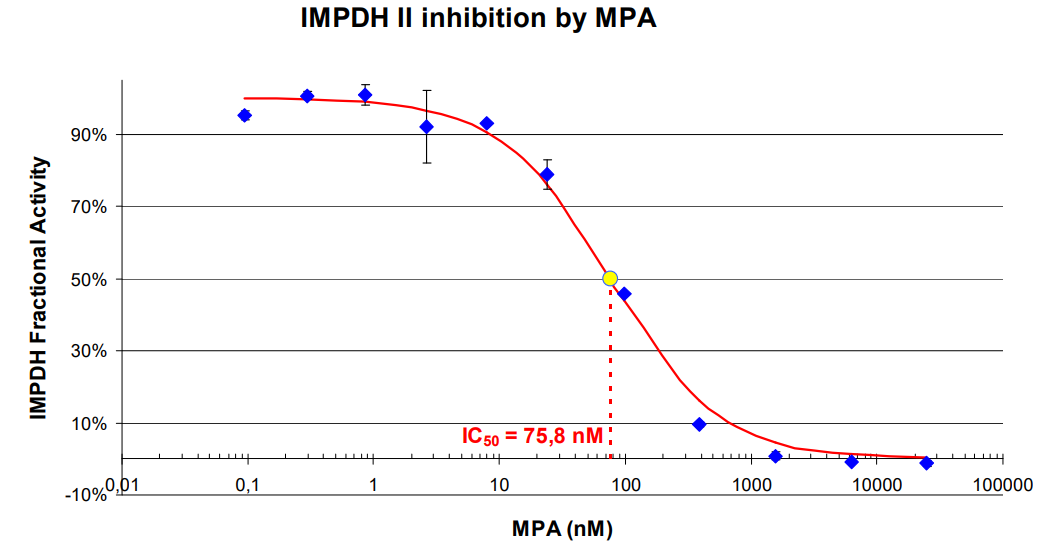 IMPDH II inhibition by MPA
IMPDH Fractional Activity
90%
70%
50%
30%
10%
-10%
IC₅₀ = 75,8 nM
0,01 0,1 1 10 100 1000 10000 100000
MPA (nM)